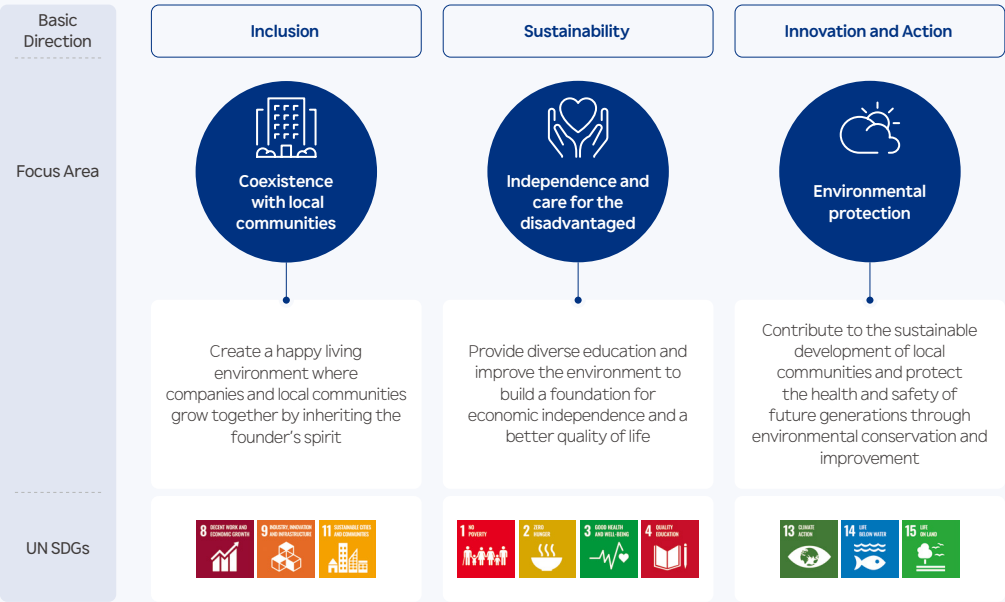 Basic
Direction
Inclusion
Sustainability
Innovation and Action
Focus Area
Coexistence
with local
communities
Independence and
care for the
disadvantaged
Environmental
protection
Create a happy living
environment where
companies and local communities
grow together by inheriting the
founder's spirit
Provide diverse education and
improve the environment to
build a foundation for
economic independence and a
better quality of life
Contribute to the sustainable
development of local
communities and protect
the health and safety of
future generations through
environmental conservation and
improvement
UN SDGs
8 DECENT WORK AND
ECONOMIC GROWTH
9 INDUSTRY, INNOVATION
AND INFRASTRUCTURE
11 SUSTAINABLE CITIES
AND COMMUNITIES
1 NO
POVERTY
2 ZERO
HUNGER
3 GOOD HEALTH
AND WELL-BEING
4 QUALITY
EDUCATION
13 CLIMATE
ACTION
14 LIFE
BELOW WATER
15 LIFE
ON LAND